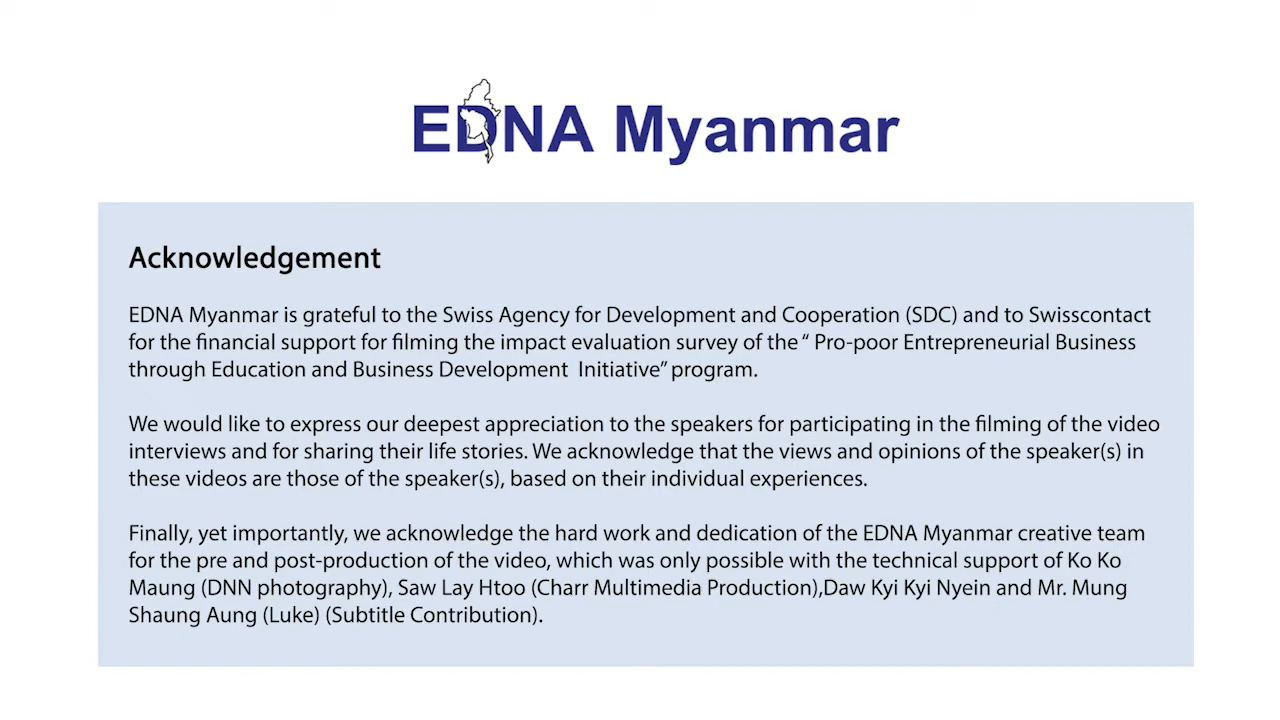 EDNA Myanmar
Acknowledgement
EDNA Myanmar is grateful to the Swiss Agency for Development and Cooperation (SDC) and to Swisscontact
for the financial support for filming the impact evaluation survey of the “ Pro-poor Entrepreneurial Business
through Education and Business Development  Initiative” program.
We would like to express our deepest appreciation to the speakers for participating in the filming of the video
interviews and for sharing their life stories. We acknowledge that the views and opinions of the speaker(s) in
these videos are those of the speaker(s), based on their individual experiences.
Finally, yet importantly, we acknowledge the hard work and dedication of the EDNA Myanmar creative team
for the pre and post-production of the video, which was only possible with the technical support of Ko Ko
Maung (DNN photography), Saw Lay Htoo (Charr Multimedia Production),Daw Kyi Kyi Nyein and Mr. Mung
Shaung Aung (Luke) (Subtitle Contribution).